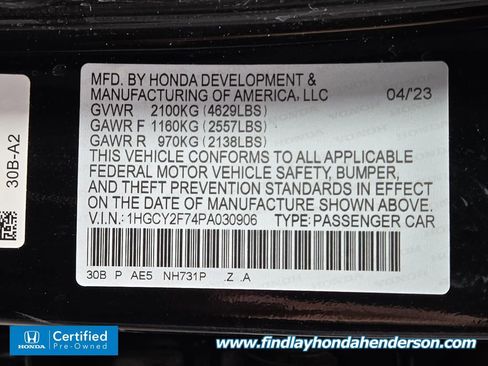 MFD. BY HONDA DEVELOPMENT &
MANUFACTURING OF AMERICA, LLC 04/23
GVWR 2100KG (4629LBS)
GAWR F 1160KG (2557LBS)
GAWR R 970KG (2138LBS)
THIS VEHICLE CONFORMS TO ALL APPLICABLE
FEDERAL MOTOR VEHICLE SAFETY, BUMPER,
AND THEFT PREVENTION STANDARDS IN EFFECT
ON THE DATE OF MANUFACTURE SHOWN ABOVE.
V.I.N.: 1HGCY2F74PA030906 TYPE: PASSENGER CAR
30B P AE5 NH731P .Z .A
30B-A2
HONDA
Certified
Pre-Owned
www.findlayhondahenderson.com